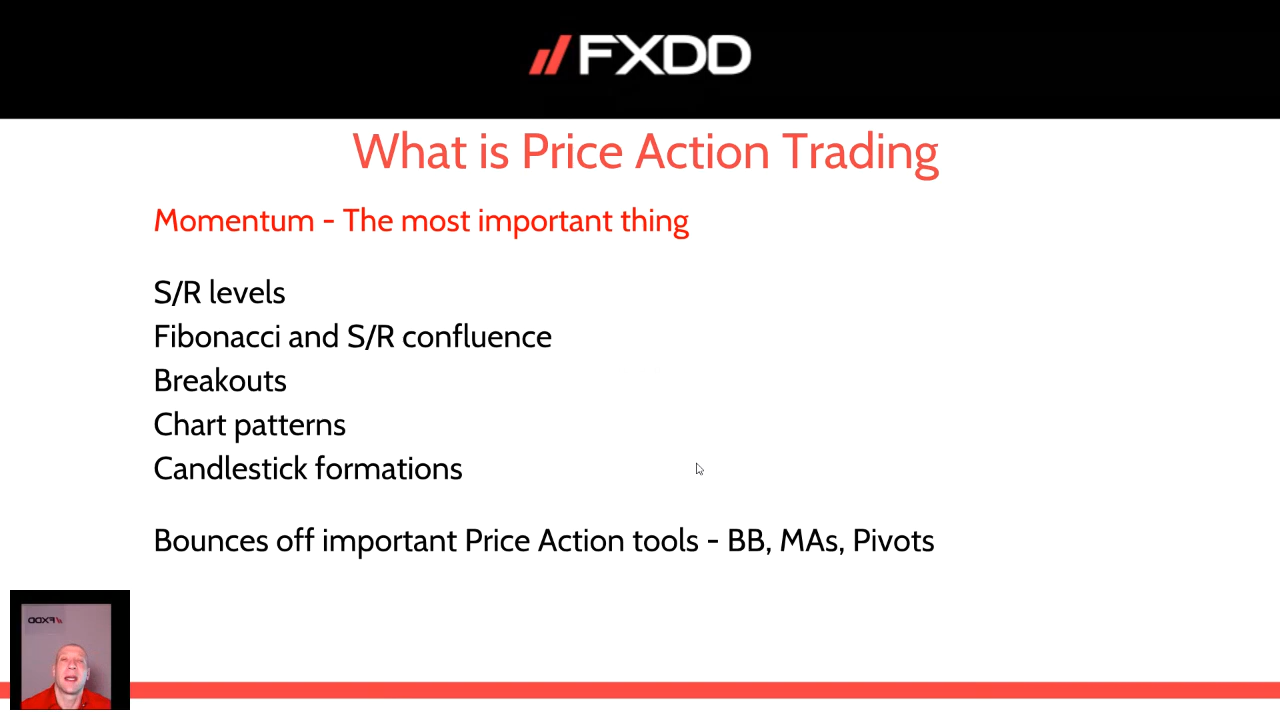 FXDD
What is Price Action Trading
Momentum - The most important thing
S/R levels
Fibonacci and S/R confluence
Breakouts
Chart patterns
Candlestick formations
Bounces off important Price Action tools - BB, MAs, Pivots
FXDD